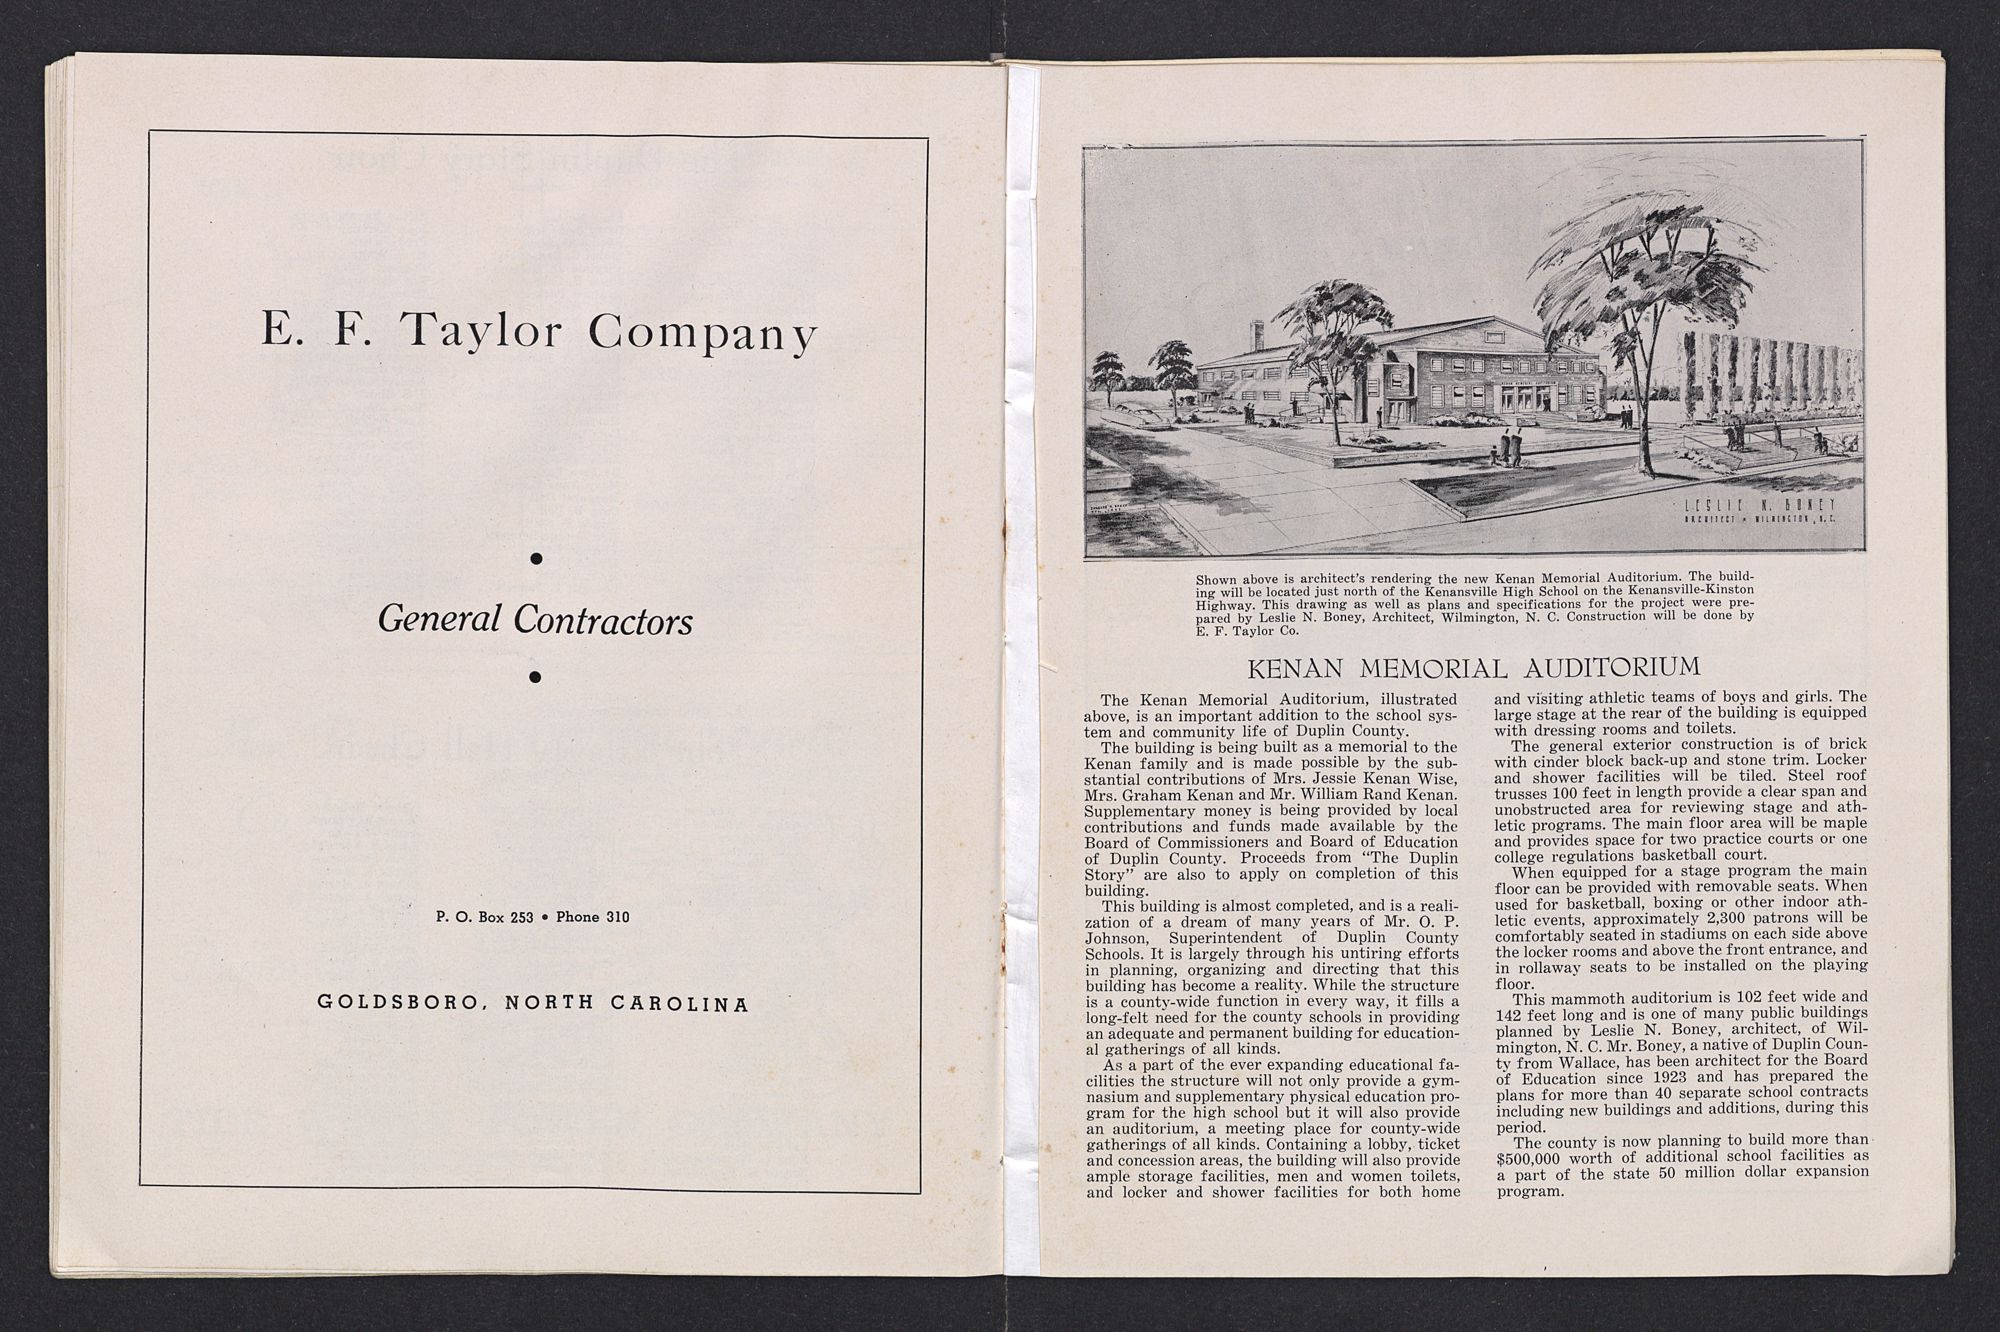 E. F. Taylor Company
General Contractors
P. O. Box 253 • Phone 310
GOLDSBORO, NORTH CAROLINA
KENAN MEMORIAL AUDITORIUM
LESLIE N. BONEY
ARCHITECT • WILMINGTON, N.C.
Shown above is architect's rendering the new Kenan Memorial Auditorium. The build-
ing will be located just north of the Kenansville High School on the Kenansville-Kinston
Highway. This drawing as well as plans and specifications for the project were pre-
pared by Leslie N. Boney, Architect, Wilmington, N. C. Construction will be done by
E. F. Taylor Co.
KENAN MEMORIAL AUDITORIUM
The Kenan Memorial Auditorium, illustrated
above, is an important addition to the school sys-
tem and community life of Duplin County.
The building is being built as a memorial to the
Kenan family and is made possible by the sub-
stantial contributions of Mrs. Jessie Kenan Wise,
Mrs. Graham Kenan and Mr. William Rand Kenan.
Supplementary money is being provided by local
contributions and funds made available by the
Board of Commissioners and Board of Education
of Duplin County. Proceeds from “The Duplin
Story” are also to apply on completion of this
building.
This building is almost completed, and is a reali-
zation of a dream of many years of Mr. O. P.
Johnson, Superintendent of Duplin County
Schools. It is largely through his untiring efforts
in planning, organizing and directing that this
building has become a reality. While the structure
is a county-wide function in every way, it fills a
long-felt need for the county schools in providing
an adequate and permanent building for education-
al gatherings of all kinds.
As a part of the ever expanding educational fa-
cilities the structure will not only provide a gym-
nasium and supplementary physical education pro-
gram for the high school but it will also provide
an auditorium, a meeting place for county-wide
gatherings of all kinds. Containing a lobby, ticket
and concession areas, the building will also provide
ample storage facilities, men and women toilets,
and locker and shower facilities for both home
and visiting athletic teams of boys and girls. The
large stage at the rear of the building is equipped
with dressing rooms and toilets.
The general exterior construction is of brick
with cinder block back-up and stone trim. Locker
and shower facilities will be tiled. Steel roof
trusses 100 feet in length provide a clear span and
unobstructed area for reviewing stage and ath-
letic programs. The main floor area will be maple
and provides space for two practice courts or one
college regulations basketball court.
When equipped for a stage program the main
floor can be provided with removable seats. When
used for basketball, boxing or other indoor ath-
letic events, approximately 2,300 patrons will be
comfortably seated in stadiums on each side above
the locker rooms and above the front entrance, and
in rollaway seats to be installed on the playing
floor.
This mammoth auditorium is 102 feet wide and
142 feet long and is one of many public buildings
planned by Leslie N. Boney, architect, of Wil-
mington, N. C. Mr. Boney, a native of Duplin Coun-
ty from Wallace, has been architect for the Board
of Education since 1923 and has prepared the
plans for more than 40 separate school contracts
including new buildings and additions, during this
period.
The county is now planning to build more than
$500,000 worth of additional school facilities as
a part of the state 50 million dollar expansion
program.